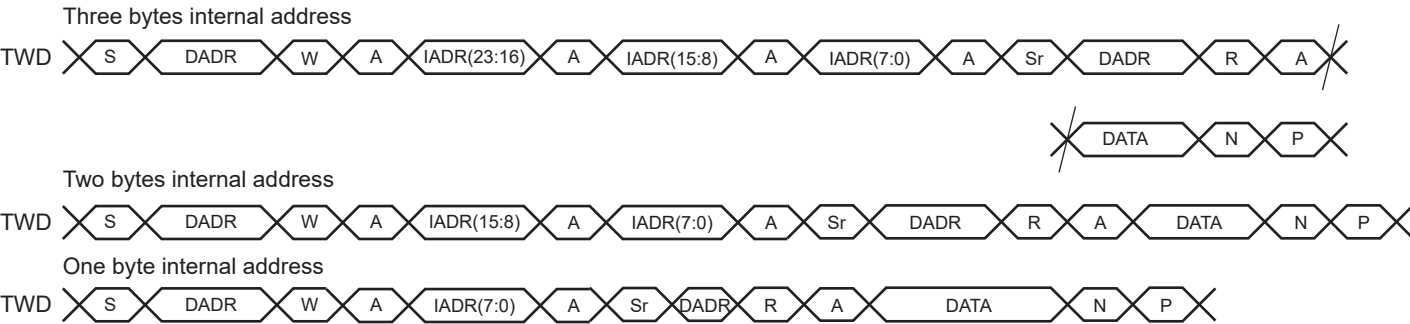 Three bytes internal address
TWD S DADR W A IADR(23:16) A IADR(15:8) A IADR(7:0) A Sr DADR R A
DATA N P
Two bytes internal address
TWD S DADR W A IADR(15:8) A IADR(7:0) A Sr DADR R A DATA N P
One byte internal address
TWD S DADR W A IADR(7:0) A Sr DADR R A DATA N P